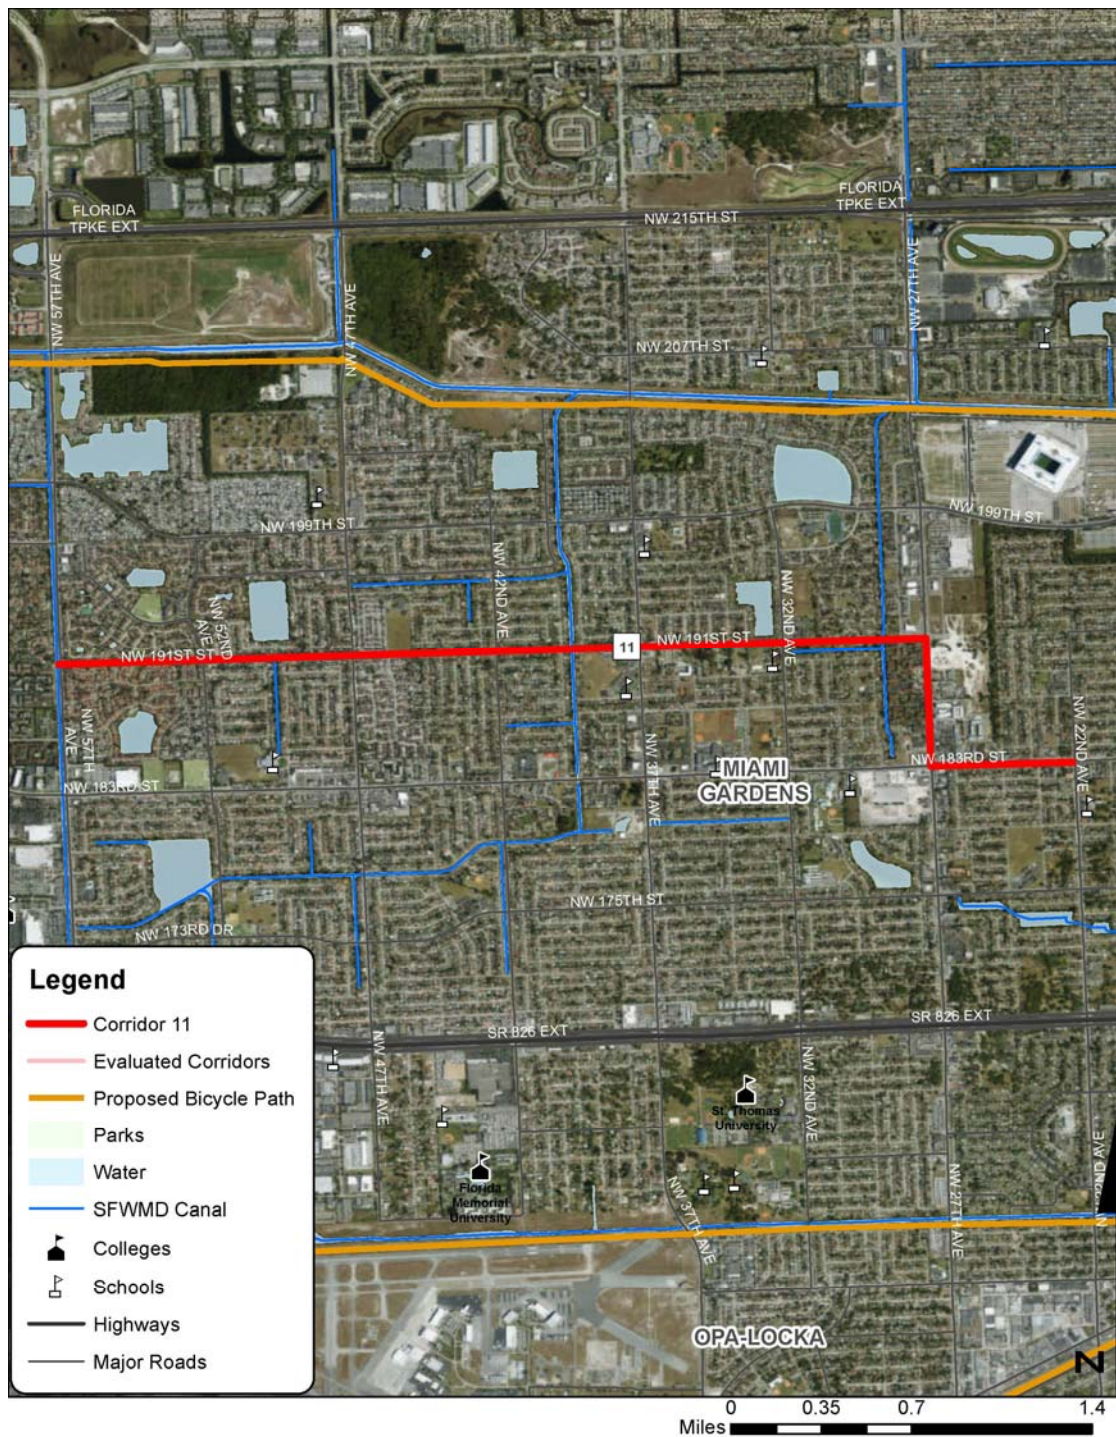 FLORIDA
TPKE EXT
FLORIDA
TPKE EXT
NW 215TH ST
NW 57TH AVE
NW 47TH AVE
NW 27TH AVE
NW 207TH ST
NW 199TH ST
NW 199TH ST
NW 42ND AVE
NW 32ND AVE
NW 52ND
AVE
NW 191ST ST
11
NW 191ST ST
NW 57TH
AVE
NW 37TH AVE
NW 22ND AVE
NW 183RD ST
NW 183RD ST
MIAMI
GARDENS
NW 175TH ST
NW 173RD DR
SR 826 EXT
SR 826 EXT
NW 47TH AVE
NW 32ND AVE
St. Thomas
University
Florida
Memorial
University
NW 37TH AVE
NW 27TH AVE
OPA-LOCKA
N
Legend
Corridor 11
Evaluated Corridors
Proposed Bicycle Path
Parks
Water
SFWMD Canal
Colleges
Schools
Highways
Major Roads
0 0.35 0.7 1.4
Miles